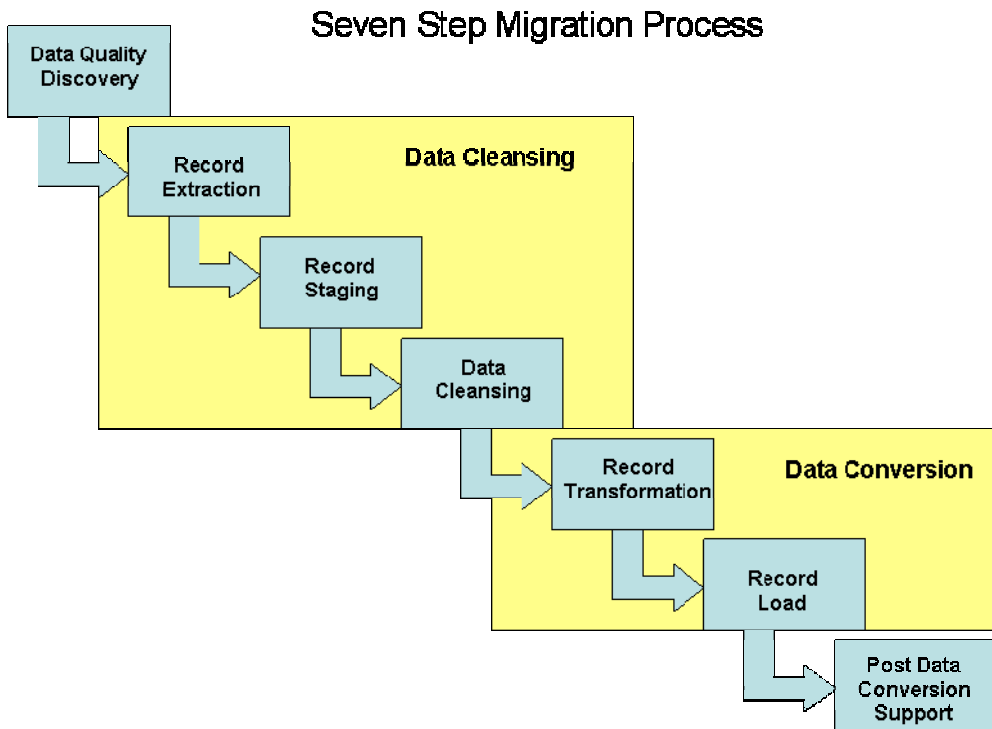 Seven Step Migration Process
Data Quality
Discovery
Data Cleansing
Record
Extraction
Record
Staging
Data
Cleansing
Data Conversion
Record
Transformation
Record
Load
Post Data
Conversion
Support